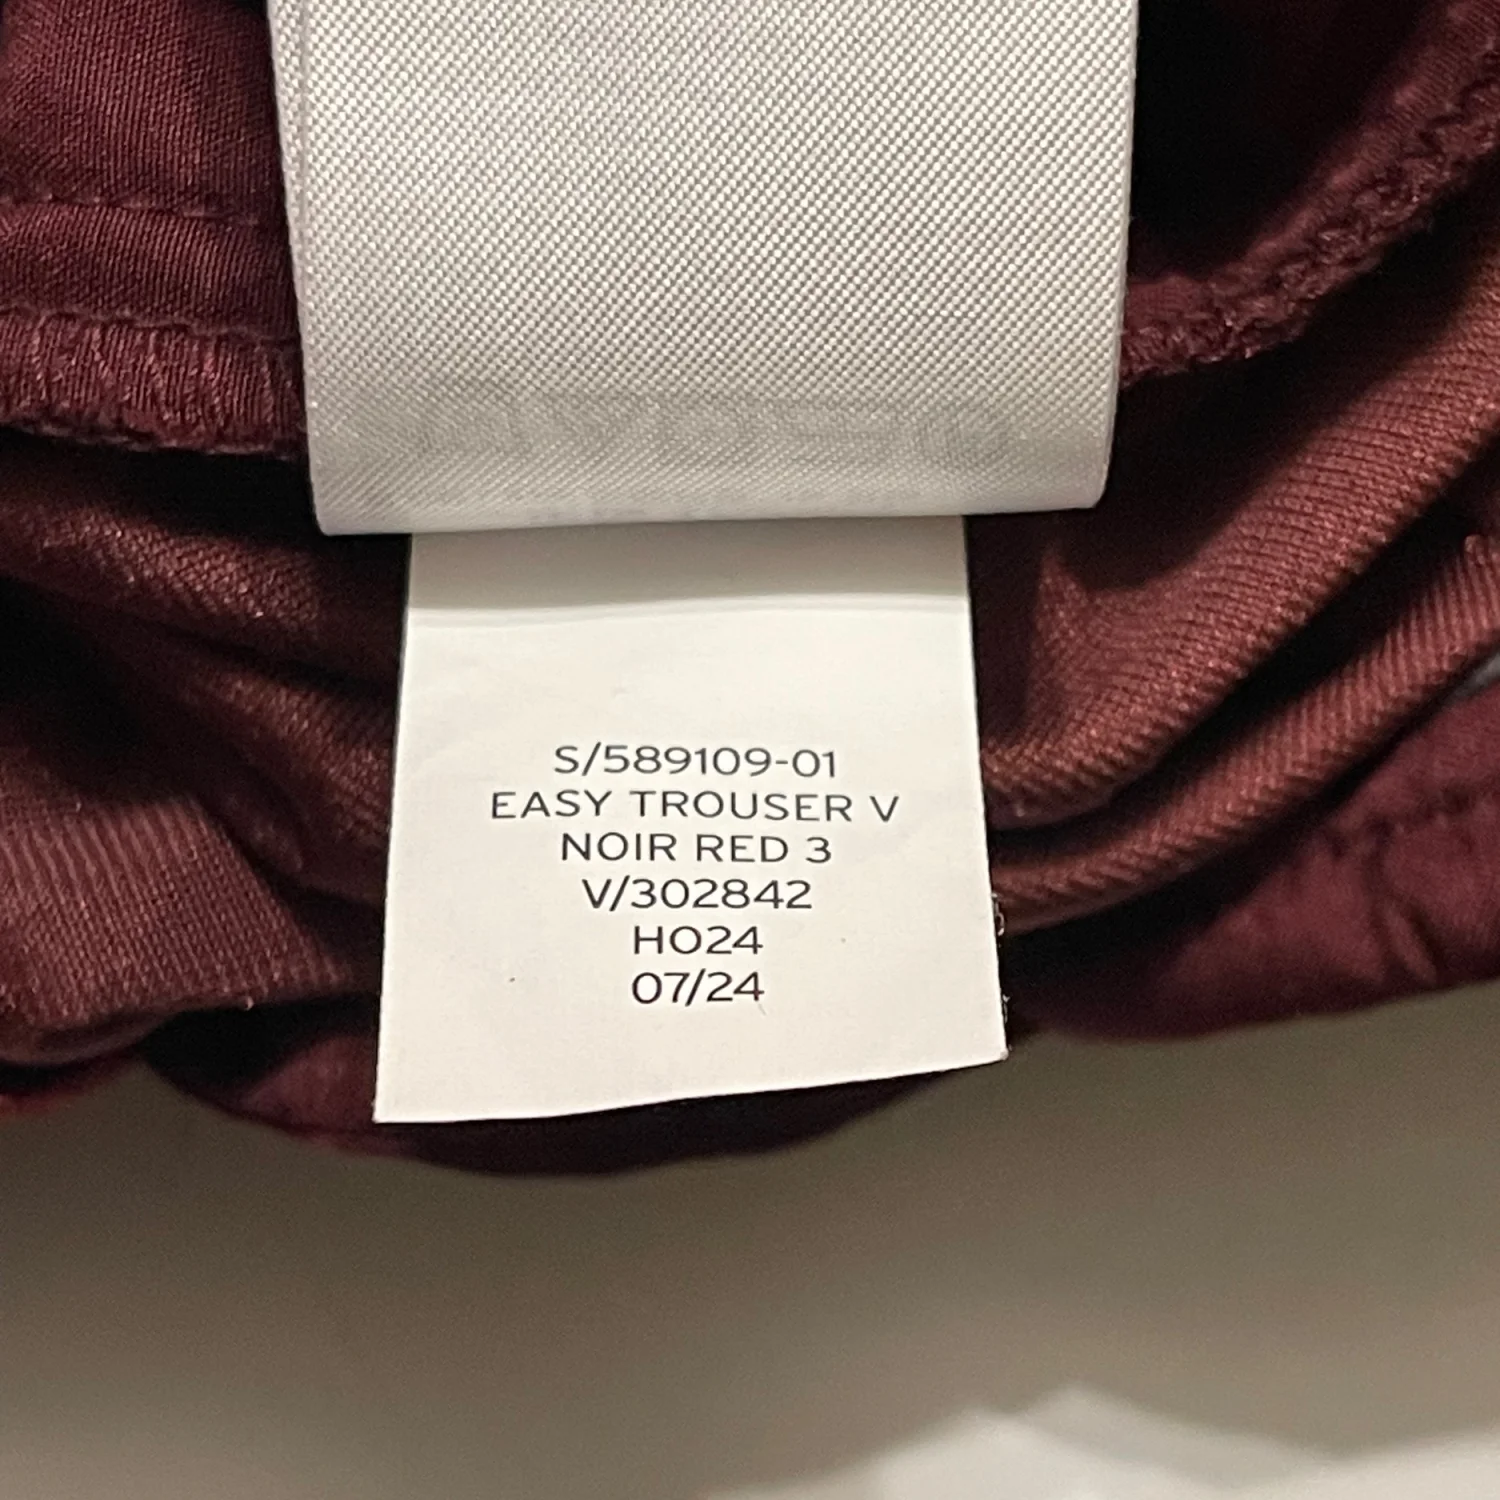 S/589109-01
EASY TROUSER V
NOIR RED 3
V/302842
HO24
07/24